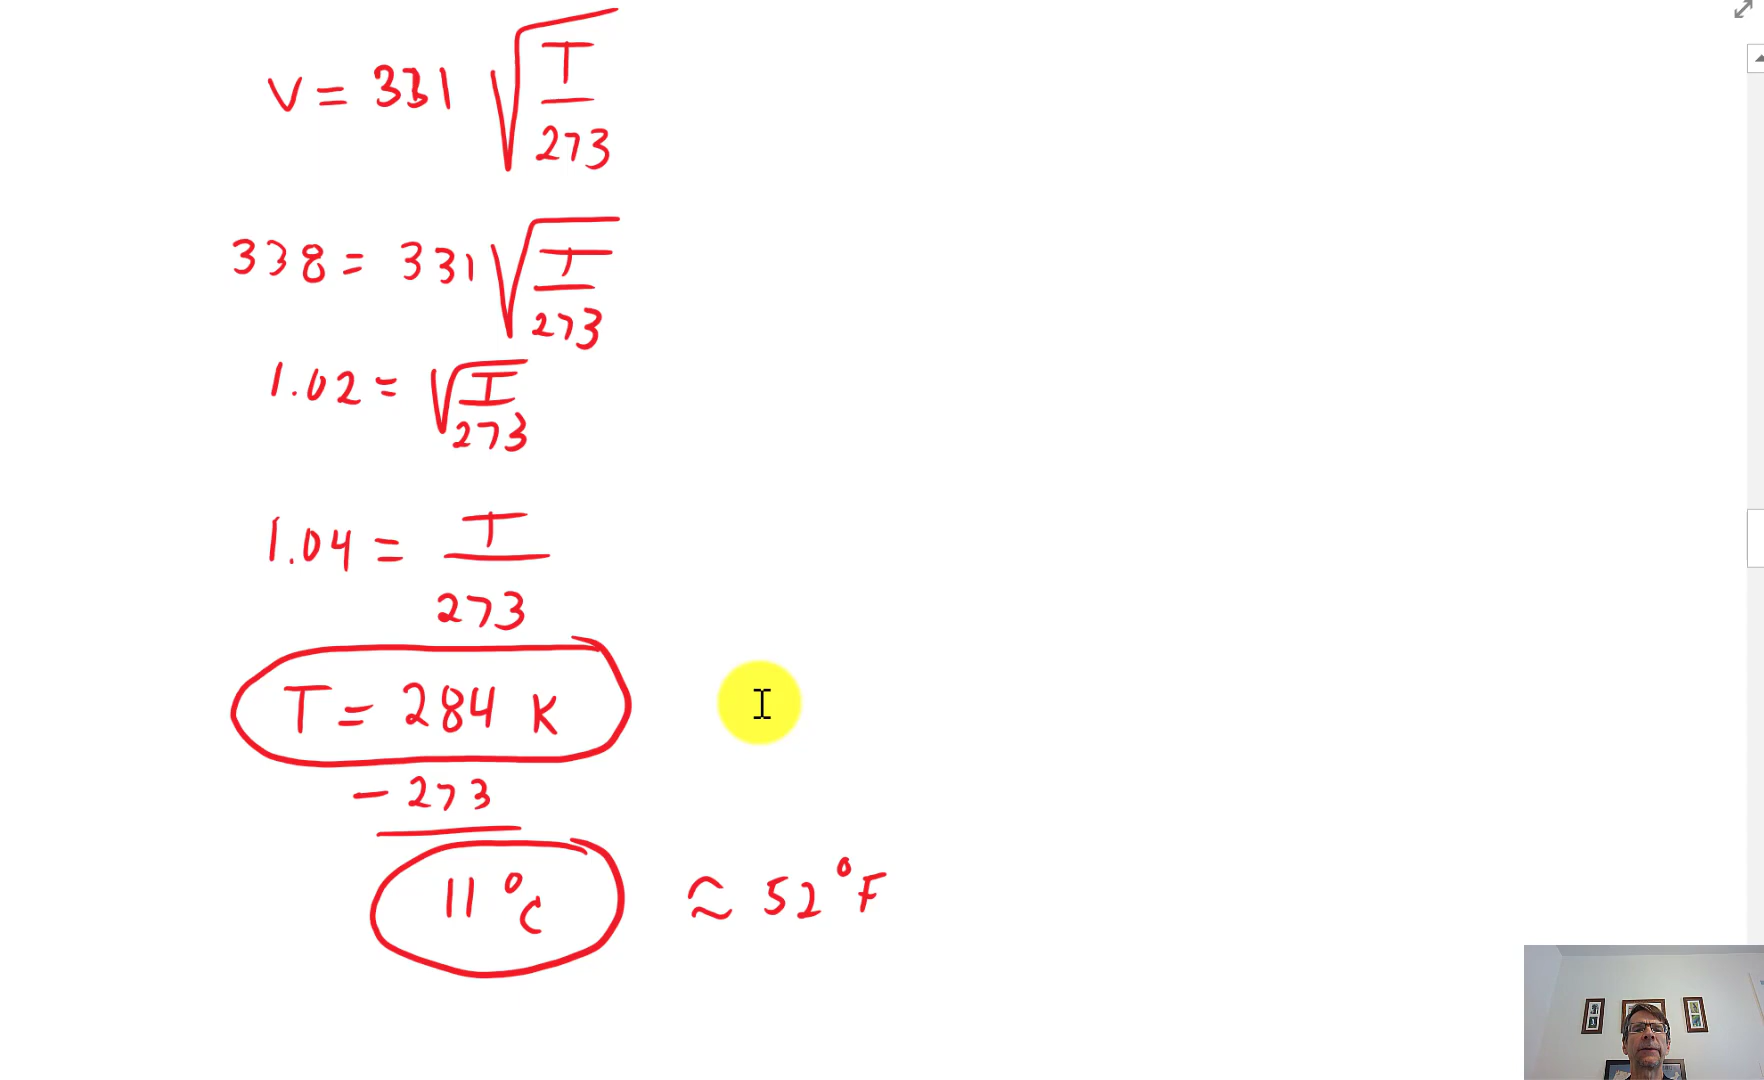 V = 331 √(T/273)
338 = 331 √(T/273)
1.02 = √(T/273)
1.04 = T/273
T = 284 K
- 273
11 °C ≈ 52 °F